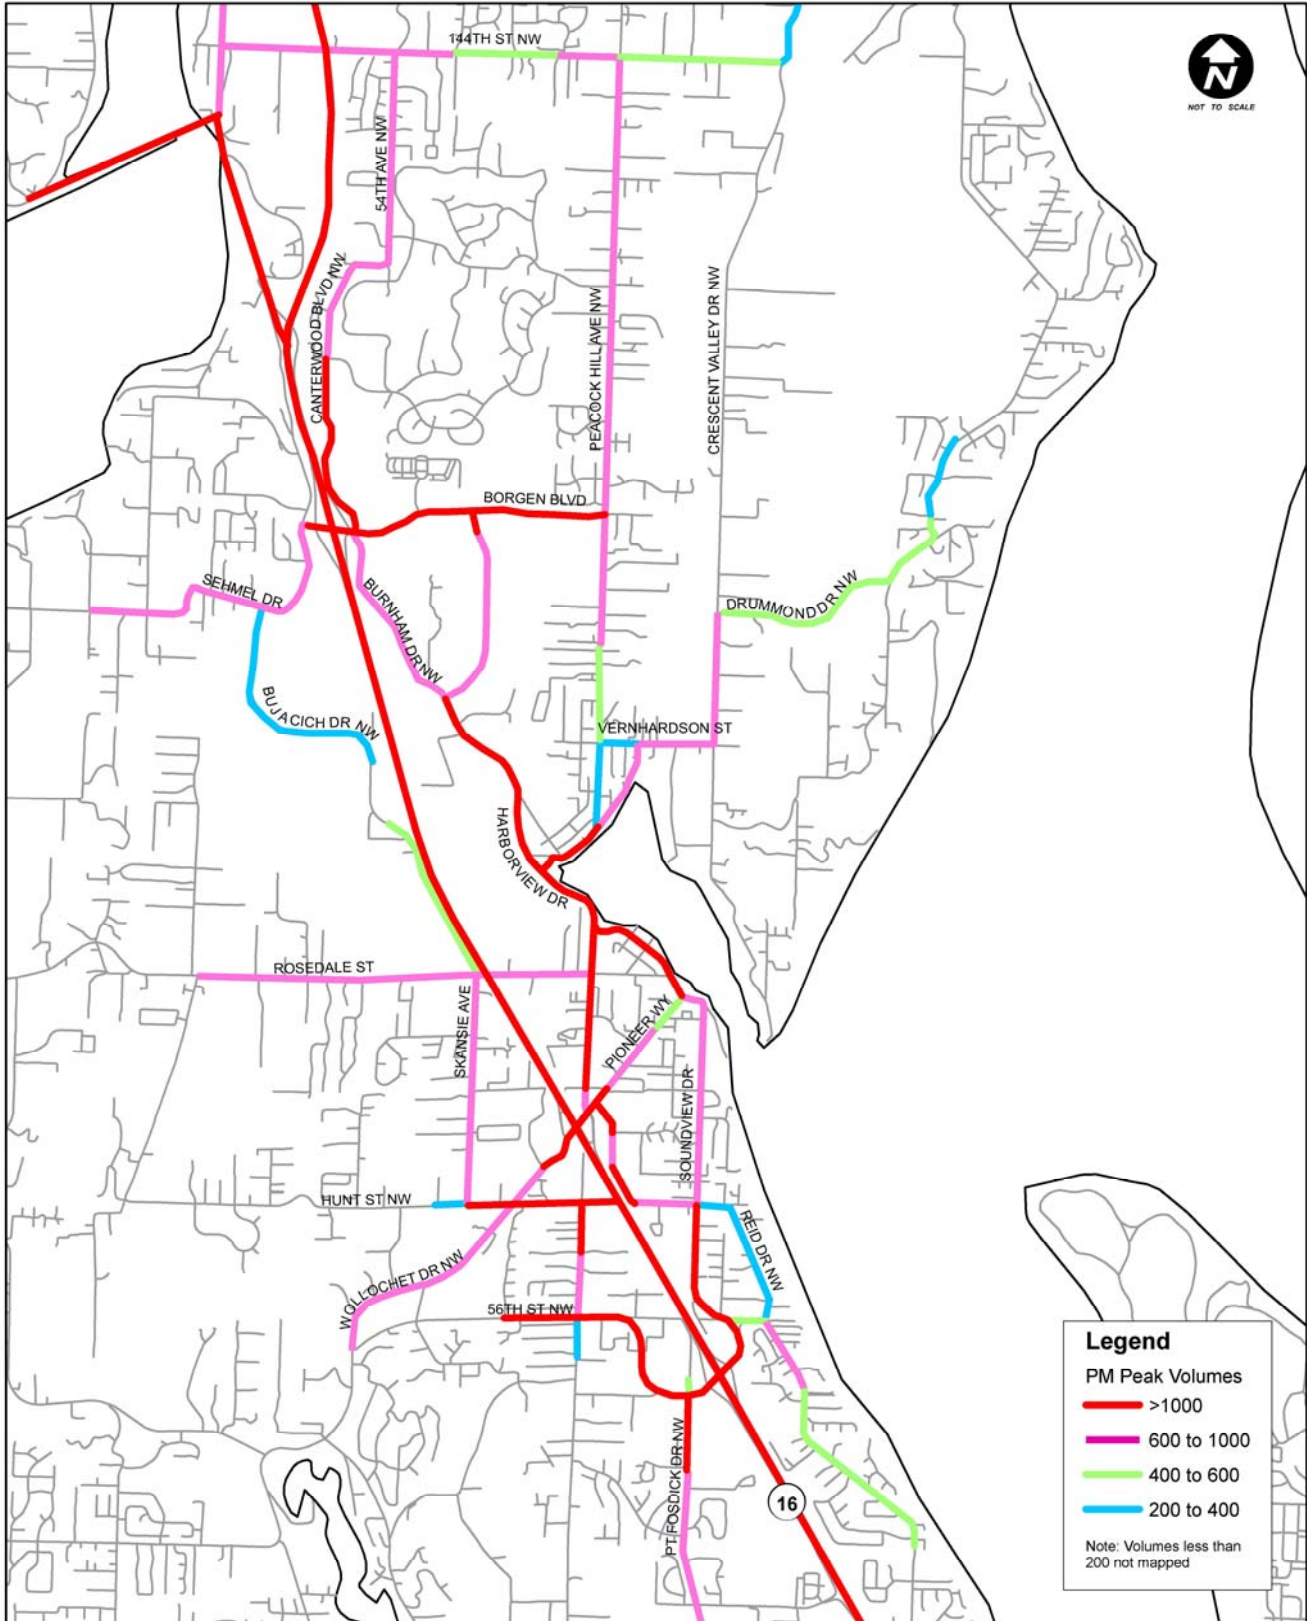 144TH ST NW
N
NOT TO SCALE
54TH AVE NW
CANTERWOOD BLVD NW
PEACOCK HILL AVE NW
CRESCENT VALLEY DR NW
BORGEN BLVD
SEHMEL DR
BURNHAM DR NW
DRUMMOND DR NW
BUJACICH DR NW
VERNHARDSON ST
HARBORVIEW DR
ROSEDALE ST
SKANSIE AVE
PIONEER WY
SOUNDVIEW DR
HUNT ST NW
REID DR NW
WOLLOCHET DR NW
56TH ST NW
PT FOSDICK DR NW
16
Legend
PM Peak Volumes
>1000
600 to 1000
400 to 600
200 to 400
Note: Volumes less than
200 not mapped